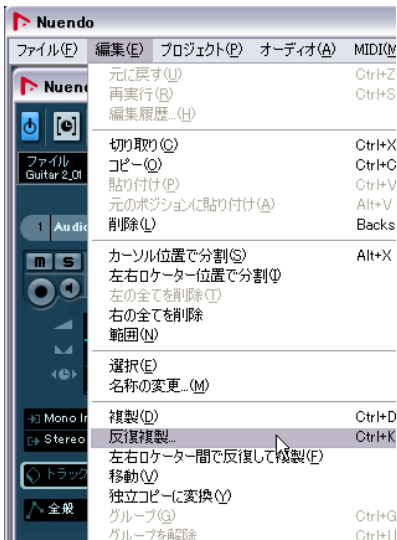 Nuendo
ファイル(F) 編集(E) プロジェクト(P) オーディオ(A) MIDI(M
元に戻す(U) Ctrl+Z
再実行(R) Ctrl+S
編集履歴...(H)
切り取り(C) Ctrl+X
コピー(O) Ctrl+C
貼り付け(P) Ctrl+V
元のポジションに貼り付け(A) Alt+V
削除(L) Backs
カーソル位置で分割(S) Alt+X
左右ロケーター位置で分割(I)
左の全てを削除(T)
右の全てを削除
範囲(N)
選択(E)
名称の変更...(M)
複製(D) Ctrl+D
反復複製... Ctrl+K
左右ロケーター間で反復して複製(F)
移動(V)
独立コピーに変換(Y)
グループ(G) Ctrl+G
グループを解除 Ctrl+U
Nuen
ファイル
Guitar 2_01
1 Audi
m s
Mono In
Stereo
トラック
全般